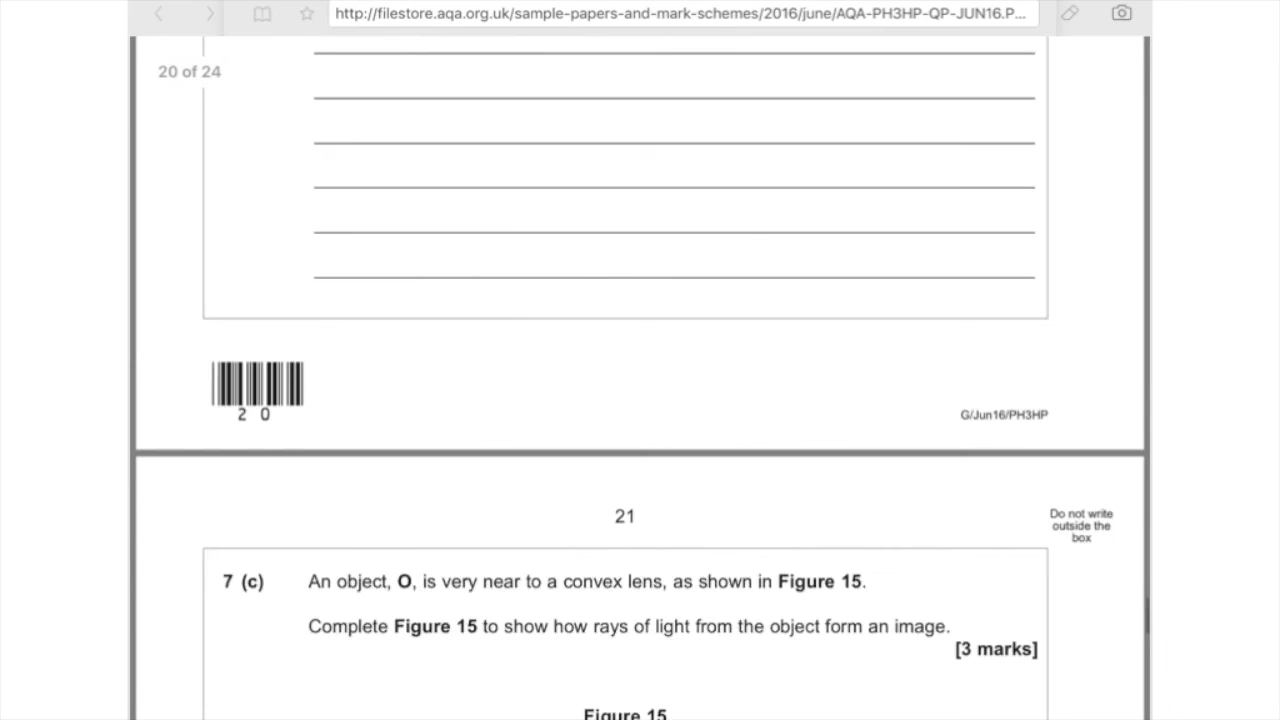 http://filestore.aqa.org.uk/sample-papers-and-mark-schemes/2016/june/AQA-PH3HP-QP-JUN16.P...
20 of 24
2 0
G/Jun16/PH3HP
21
Do not write
outside the
box
7 (c) An object, O, is very near to a convex lens, as shown in Figure 15.
Complete Figure 15 to show how rays of light from the object form an image.
[3 marks]
Figure 15